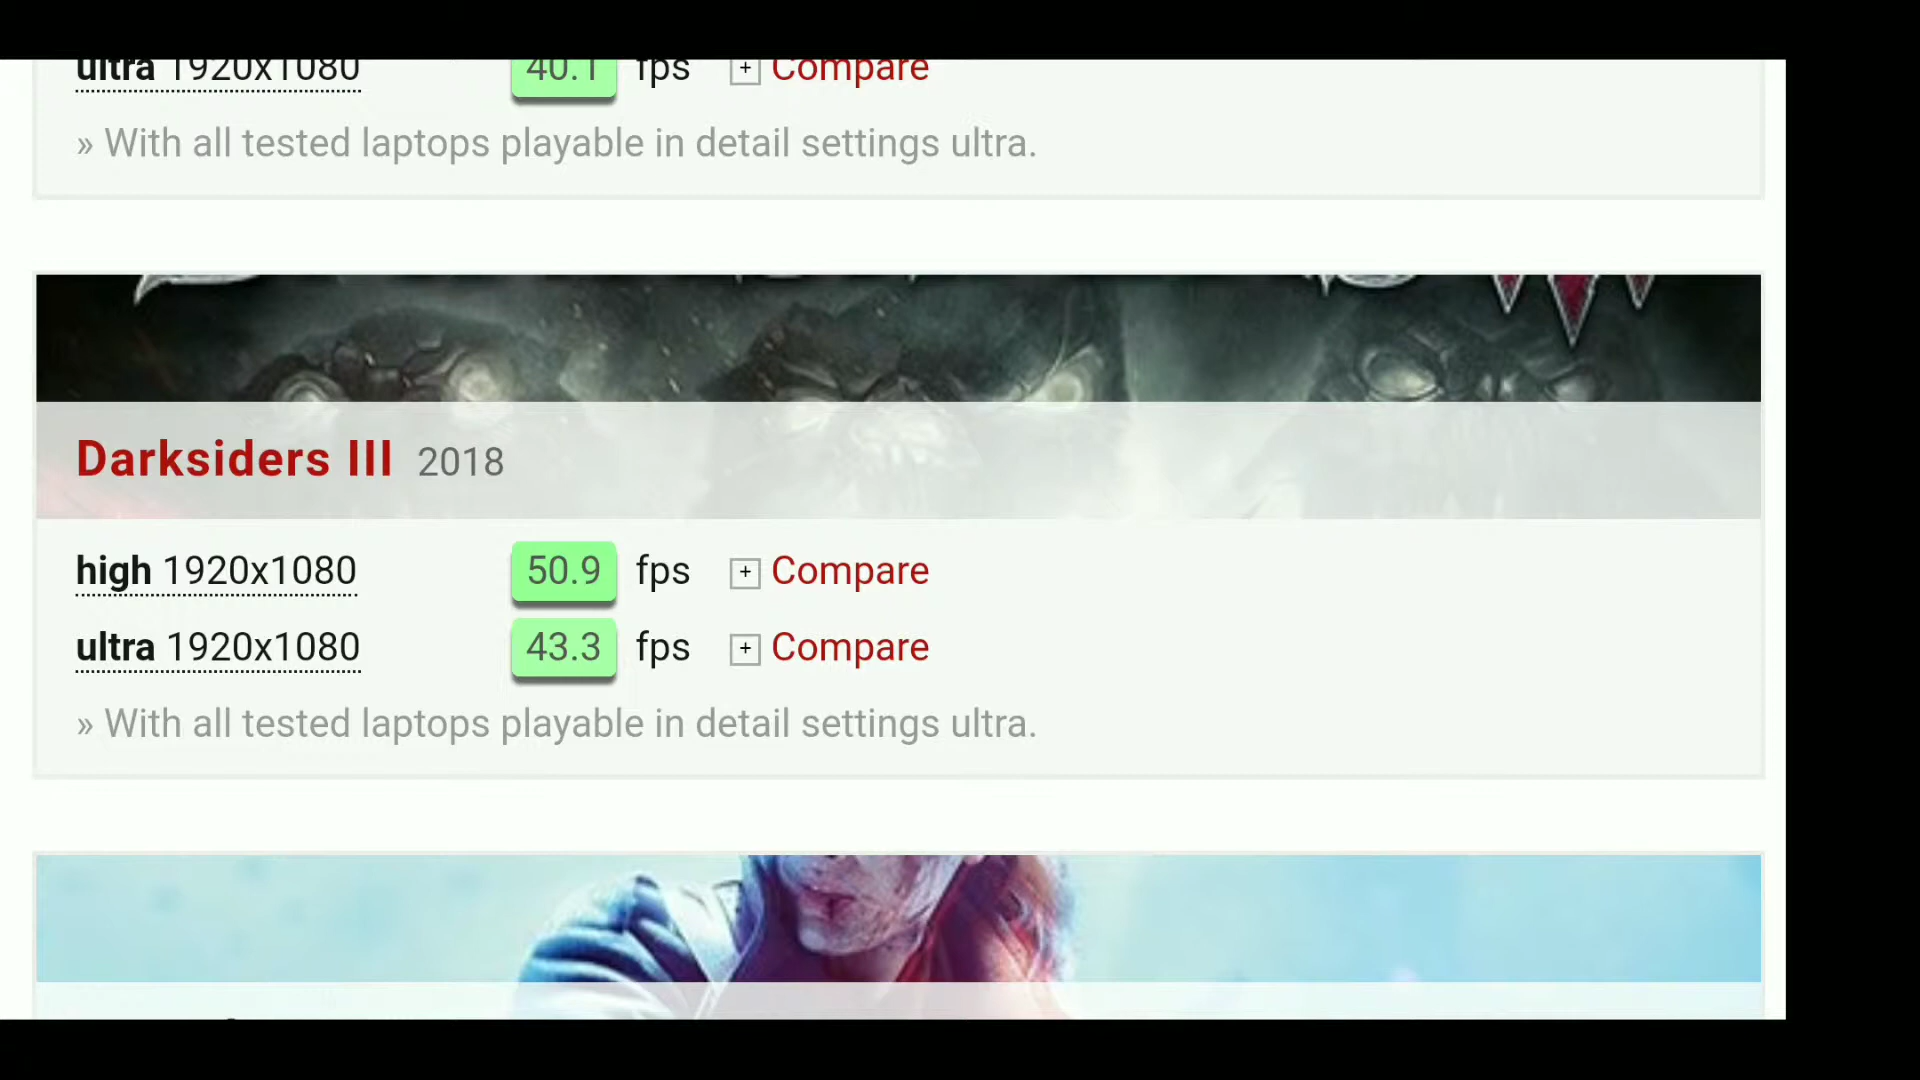 ultra 1920x1080 40.1 fps + Compare
» With all tested laptops playable in detail settings ultra.
Darksiders III 2018
high 1920x1080 50.9 fps + Compare
ultra 1920x1080 43.3 fps + Compare
» With all tested laptops playable in detail settings ultra.